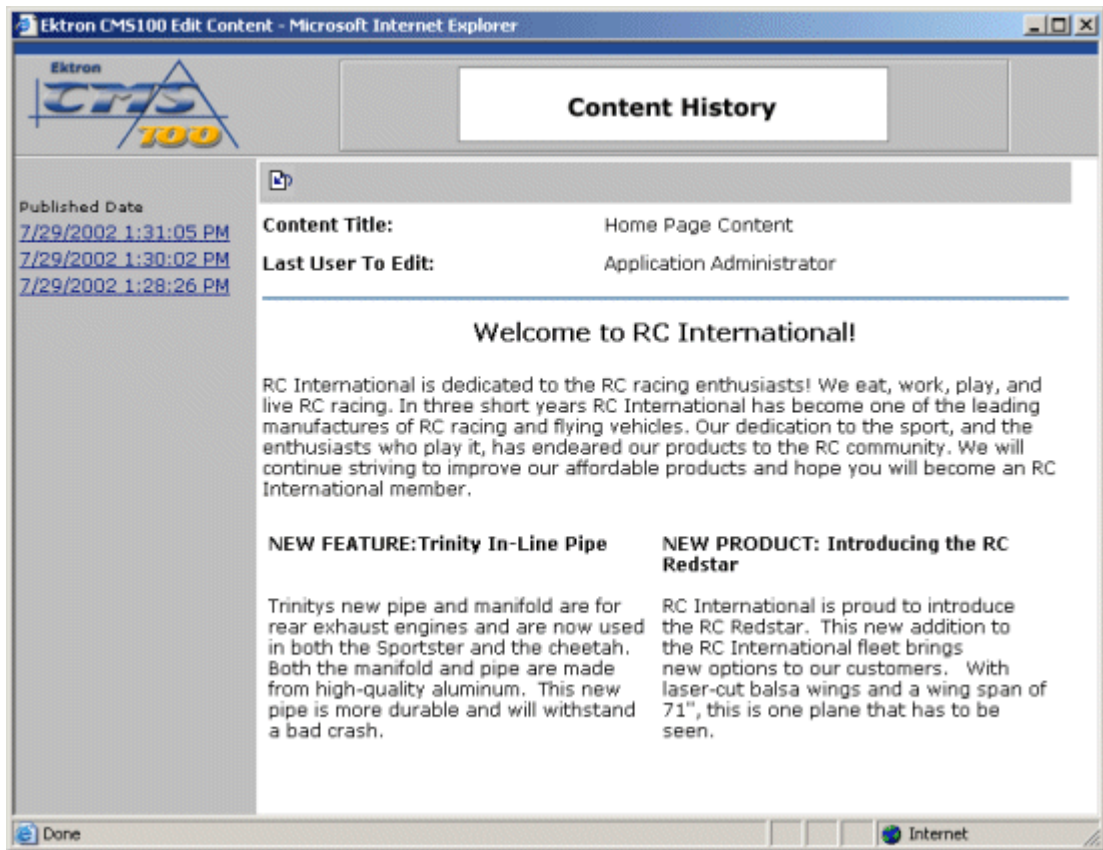 Ektron CMS100 Edit Content - Microsoft Internet Explorer
Ektron
CMS
100
Content History
Published Date
7/29/2002 1:31:05 PM
7/29/2002 1:30:02 PM
7/29/2002 1:28:26 PM
Content Title: Home Page Content
Last User To Edit: Application Administrator
Welcome to RC International!
RC International is dedicated to the RC racing enthusiasts! We eat, work, play, and
live RC racing. In three short years RC International has become one of the leading
manufactures of RC racing and flying vehicles. Our dedication to the sport, and the
enthusiasts who play it, has endeared our products to the RC community. We will
continue striving to improve our affordable products and hope you will become an RC
International member.
NEW FEATURE:Trinity In-Line Pipe
Trinitys new pipe and manifold are for
rear exhaust engines and are now used
in both the Sportster and the cheetah.
Both the manifold and pipe are made
from high-quality aluminum. This new
pipe is more durable and will withstand
a bad crash.
NEW PRODUCT: Introducing the RC
Redstar
RC International is proud to introduce
the RC Redstar. This new addition to
the RC International fleet brings
new options to our customers. With
laser-cut balsa wings and a wing span of
71", this is one plane that has to be
seen.
Done
Internet